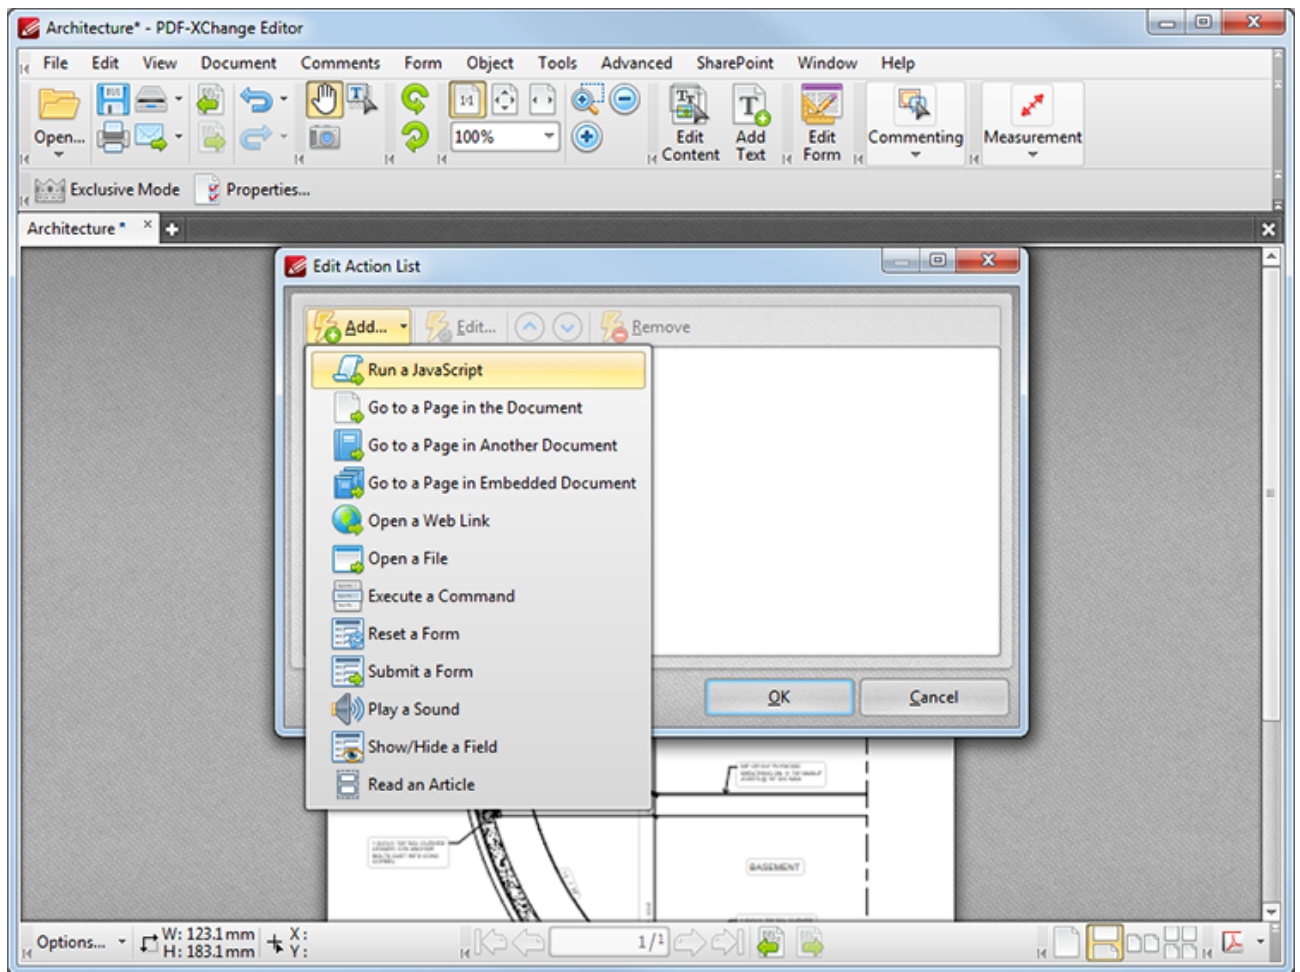 Architecture* - PDF-XChange Editor
File Edit View Document Comments Form Object Tools Advanced SharePoint Window Help
Open...
1:1
100%
Edit Content
Add Text
Edit Form
Commenting
Measurement
Exclusive Mode Properties...
Architecture *
Edit Action List
Add... Edit... Remove
Run a JavaScript
Go to a Page in the Document
Go to a Page in Another Document
Go to a Page in Embedded Document
Open a Web Link
Open a File
Execute a Command
Reset a Form
Submit a Form
Play a Sound
Show/Hide a Field
Read an Article
OK Cancel
BASEMENT
Options... W: 123.1 mm X:
H: 183.1 mm Y:
1/1